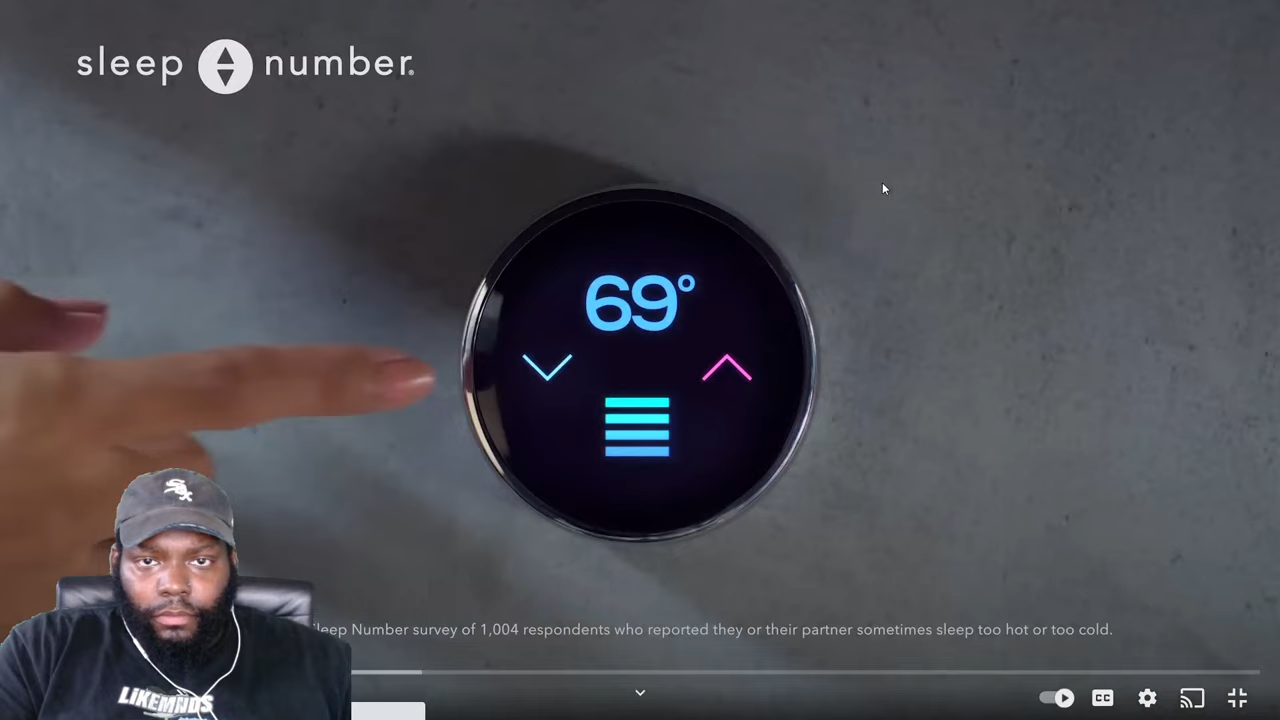 sleep number®
69°
Sleep Number survey of 1,004 respondents who reported they or their partner sometimes sleep too hot or too cold.
CC
Sox
LIKEMNDS